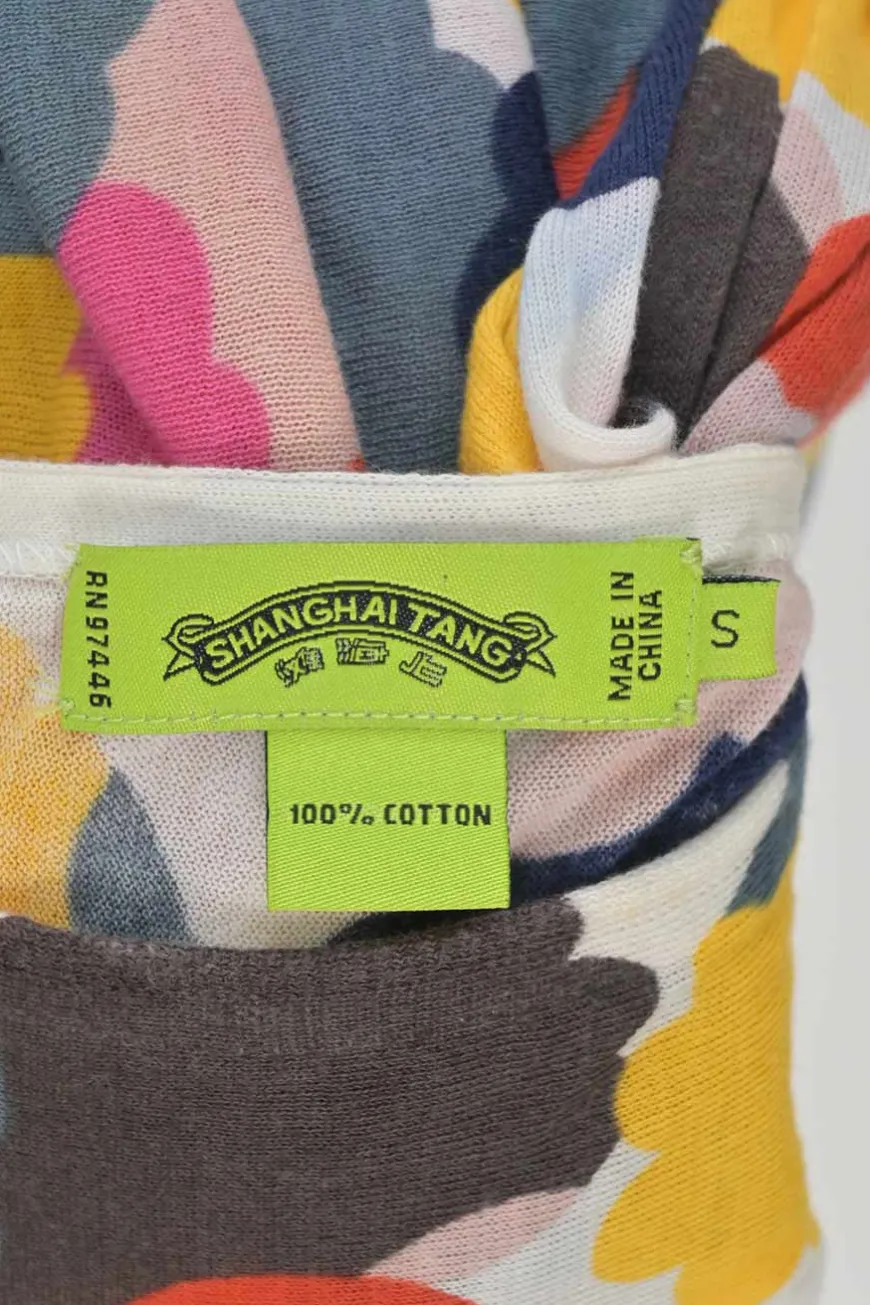 RN97446
SHANGHAI TANG
MADE IN
CHINA
S
100% COTTON